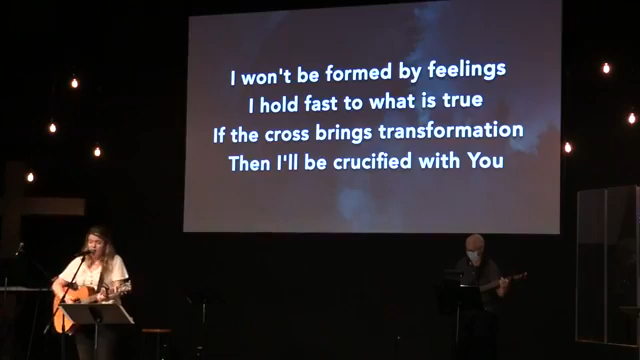 I won't be formed by feelings
I hold fast to what is true
If the cross brings transformation
Then I'll be crucified with You